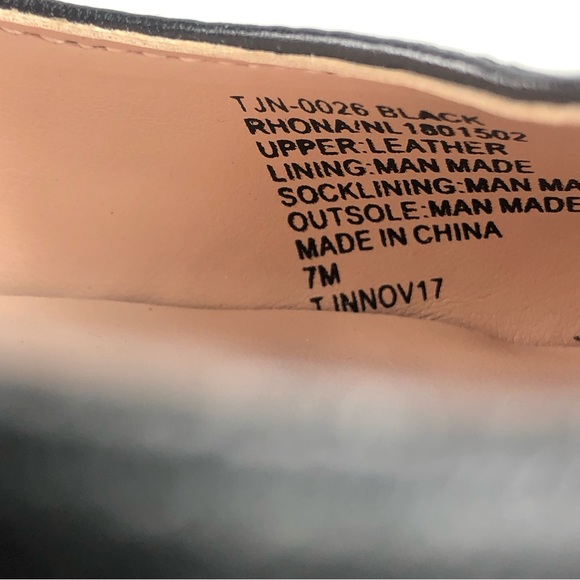 TJN-0026 BLACK
RHONA/NL1801502
UPPER:LEATHER
LINING:MAN MADE
SOCKLINING:MAN MA
OUTSOLE:MAN MADE
MADE IN CHINA
7M
TJNNOV17